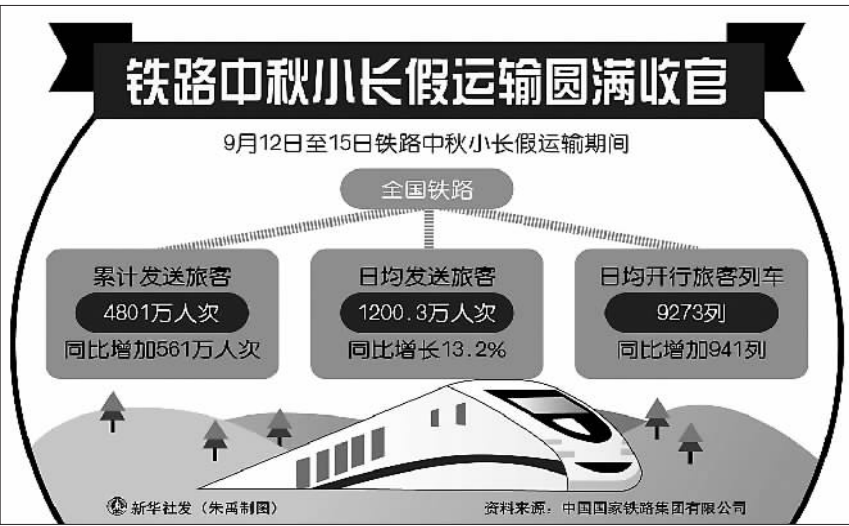 铁路中秋小长假运输圆满收官
9月12日至15日铁路中秋小长假运输期间
全国铁路
累计发送旅客
4801万人次
同比增加561万人次
日均发送旅客
1200.3万人次
同比增长13.2%
日均开行旅客列车
9273列
同比增加941列
新华社发（朱禹制图）
资料来源：中国国家铁路集团有限公司